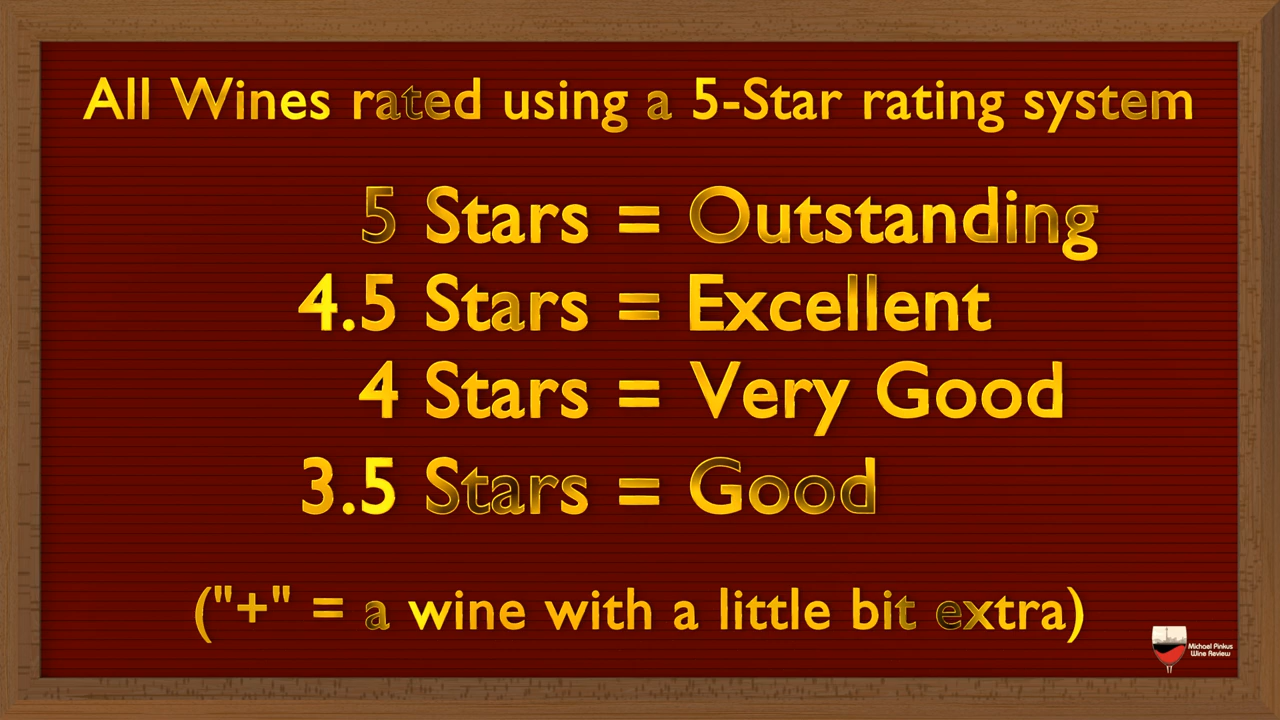 All Wines rated using a 5-Star rating system
5 Stars = Outstanding
4.5 Stars = Excellent
4 Stars = Very Good
3.5 Stars = Good
("+" = a wine with a little bit extra)
Michael Pinkus
Wine Review